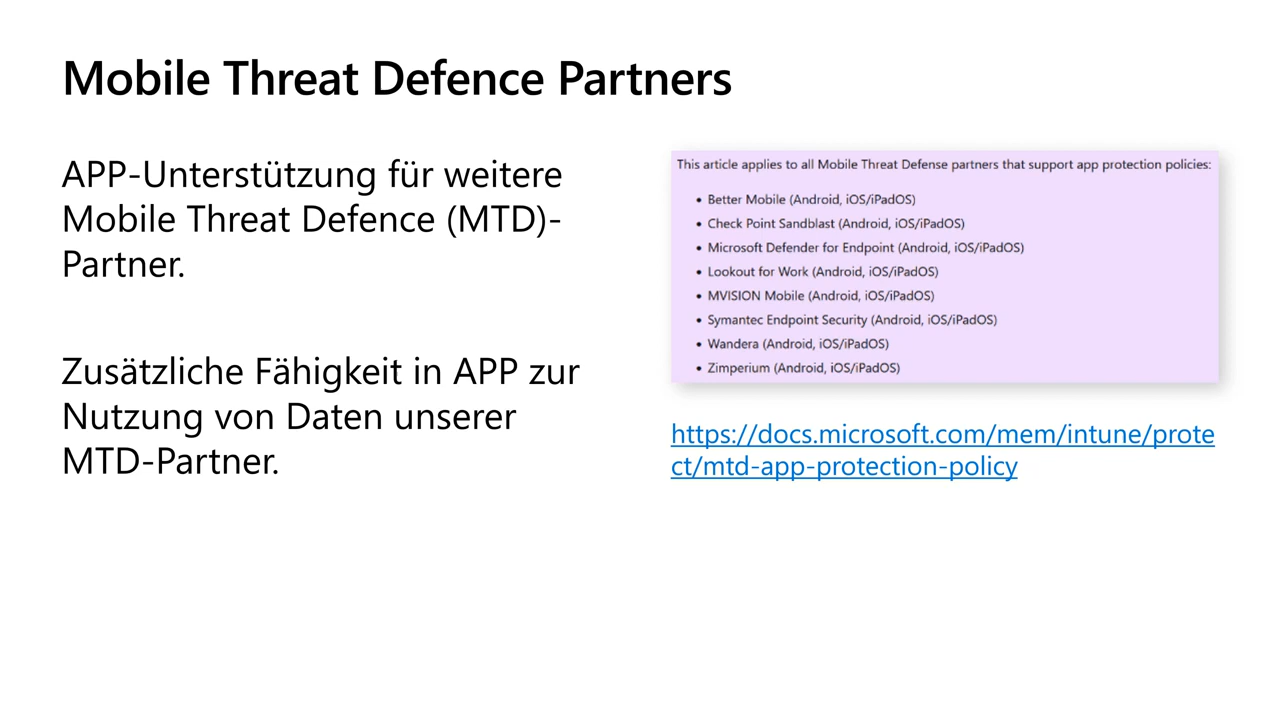 Mobile Threat Defence Partners
APP-Unterstützung für weitere
Mobile Threat Defence (MTD)-
Partner.
Zusätzliche Fähigkeit in APP zur
Nutzung von Daten unserer
MTD-Partner.
This article applies to all Mobile Threat Defense partners that support app protection policies:
• Better Mobile (Android, iOS/iPadOS)
• Check Point Sandblast (Android, iOS/iPadOS)
• Microsoft Defender for Endpoint (Android, iOS/iPadOS)
• Lookout for Work (Android, iOS/iPadOS)
• MVISION Mobile (Android, iOS/iPadOS)
• Symantec Endpoint Security (Android, iOS/iPadOS)
• Wandera (Android, iOS/iPadOS)
• Zimperium (Android, iOS/iPadOS)
https://docs.microsoft.com/mem/intune/prote
ct/mtd-app-protection-policy